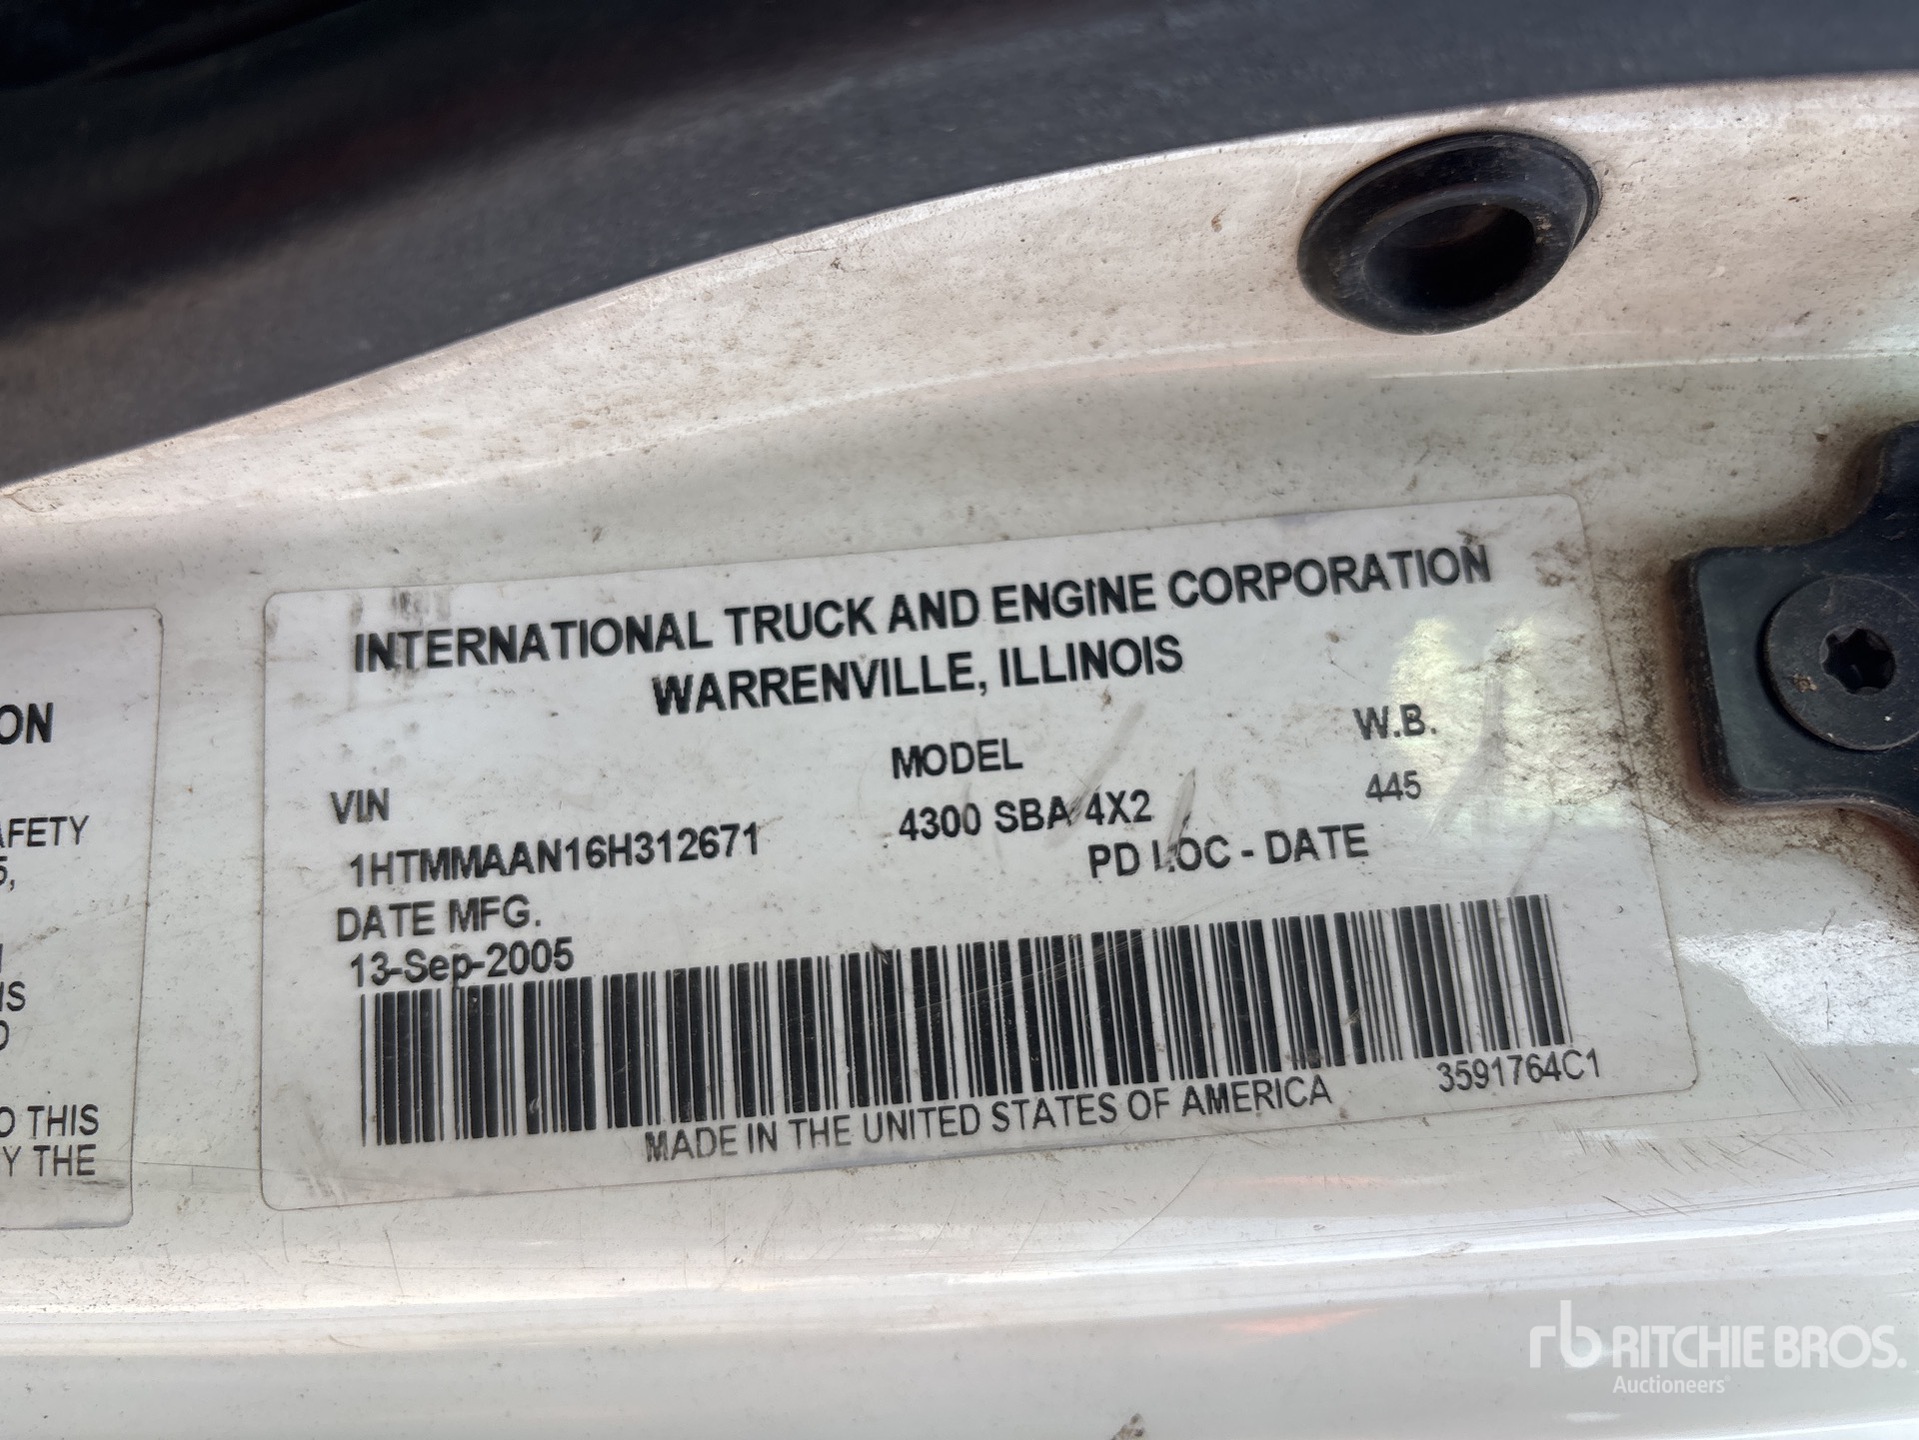 INTERNATIONAL TRUCK AND ENGINE CORPORATION
WARRENVILLE, ILLINOIS
VIN MODEL W.B.
1HTMMAAN16H312671 4300 SBA 4X2 445
DATE MFG. PD LOC - DATE
13-Sep-2005
MADE IN THE UNITED STATES OF AMERICA 3591764C1
ON
AFETY
5,
IS
O THIS
Y THE
rb RITCHIE BROS.
Auctioneers